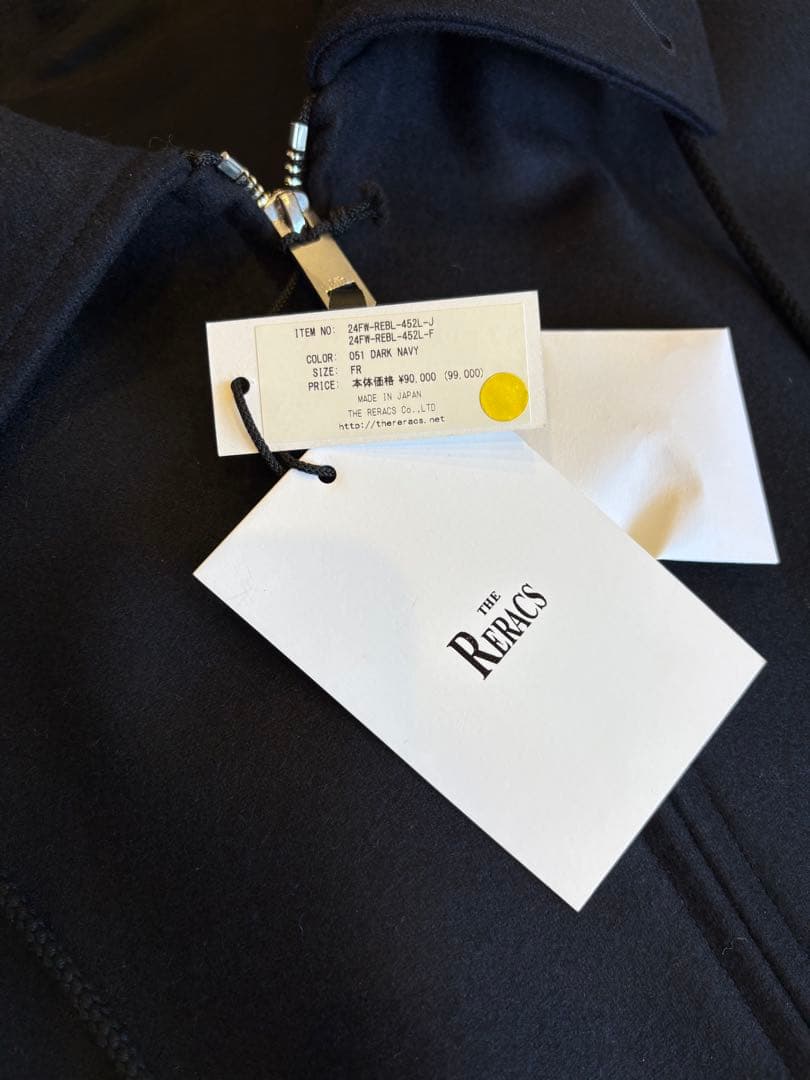 ITEM NO: 24FW-REBL-452L-J
24FW-REBL-452L-F
COLOR: 051 DARK NAVY
SIZE: FR
PRICE: 本体価格 ¥90,000 (99,000)
MADE IN JAPAN
THE RERACS Co.,LTD
http://thereracs.net
THE
RERACS